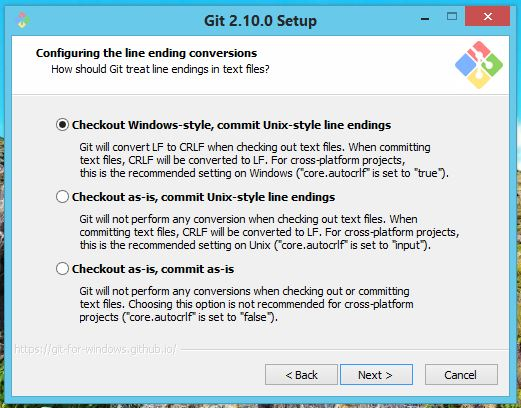 Git 2.10.0 Setup
Configuring the line ending conversions
How should Git treat line endings in text files?
Checkout Windows-style, commit Unix-style line endings
Git will convert LF to CRLF when checking out text files. When committing
text files, CRLF will be converted to LF. For cross-platform projects,
this is the recommended setting on Windows ("core.autocrlf" is set to "true").
Checkout as-is, commit Unix-style line endings
Git will not perform any conversion when checking out text files. When
committing text files, CRLF will be converted to LF. For cross-platform projects,
this is the recommended setting on Unix ("core.autocrlf" is set to "input").
Checkout as-is, commit as-is
Git will not perform any conversions when checking out or committing
text files. Choosing this option is not recommended for cross-platform
projects ("core.autocrlf" is set to "false").
https://git-for-windows.github.io/
< Back
Next >
Cancel